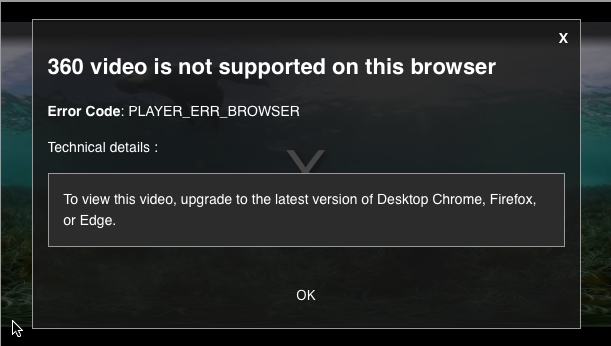 X
360 video is not supported on this browser
Error Code: PLAYER_ERR_BROWSER
Technical details :
To view this video, upgrade to the latest version of Desktop Chrome, Firefox,
or Edge.
OK